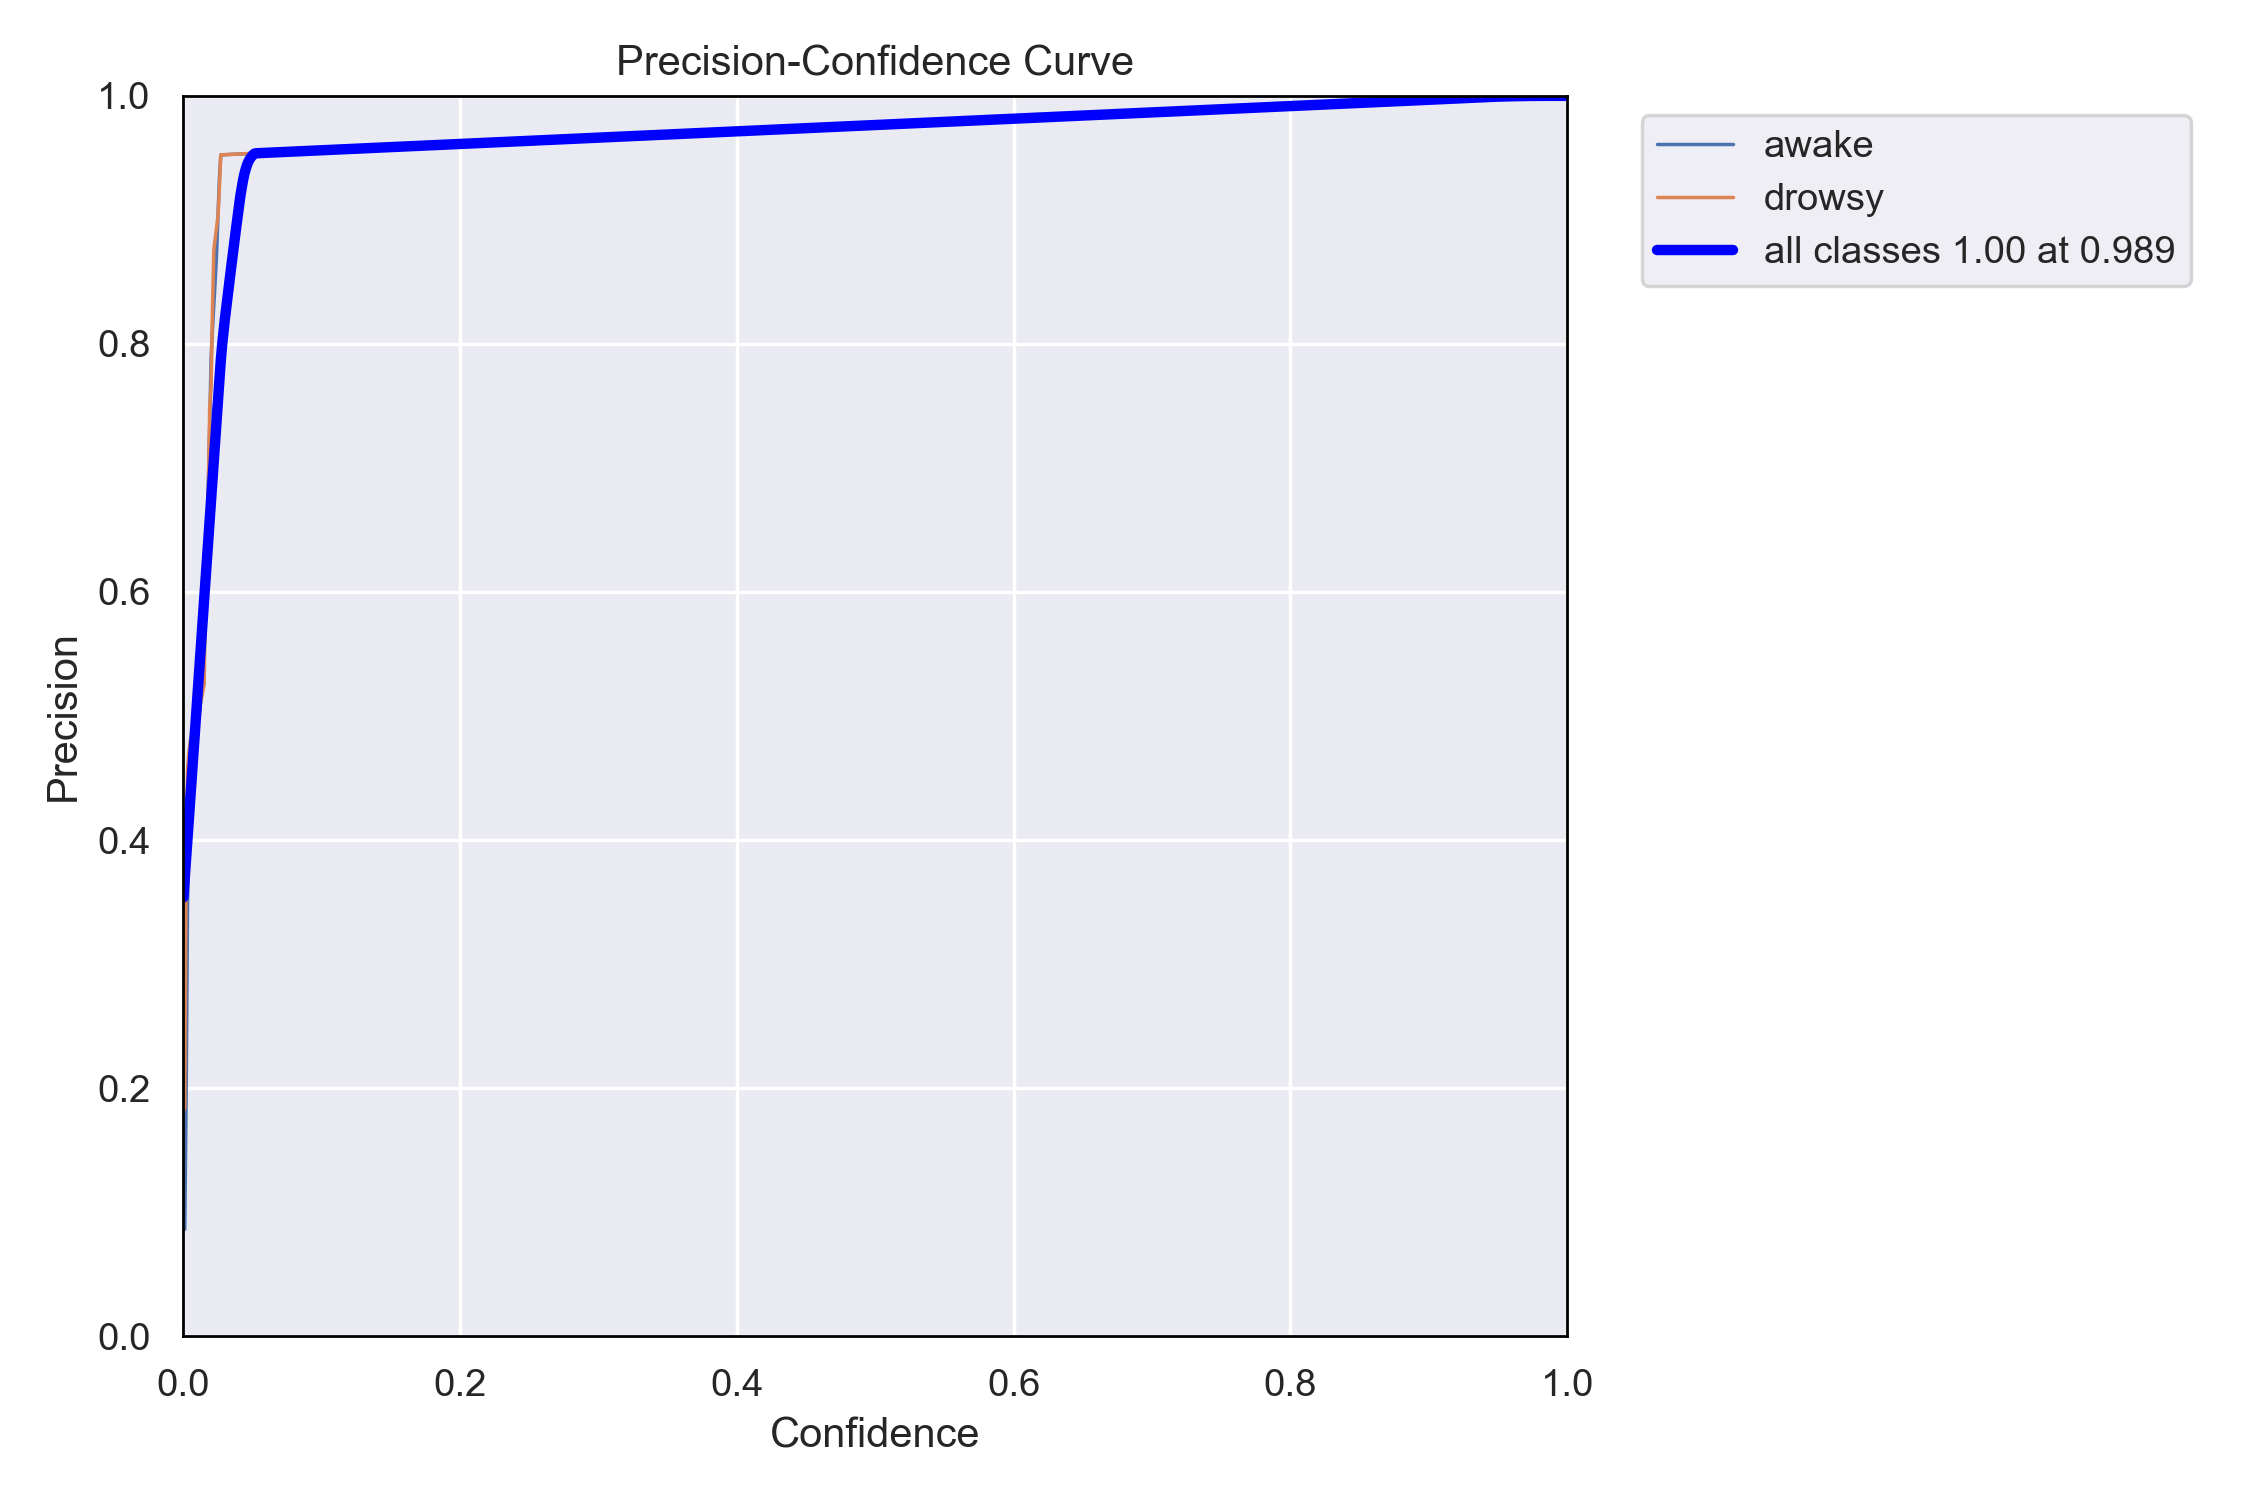 Precision-Confidence Curve
1.0
0.8
0.6
0.4
0.2
0.0
Precision
0.0 0.2 0.4 0.6 0.8 1.0
Confidence
awake
drowsy
all classes 1.00 at 0.989